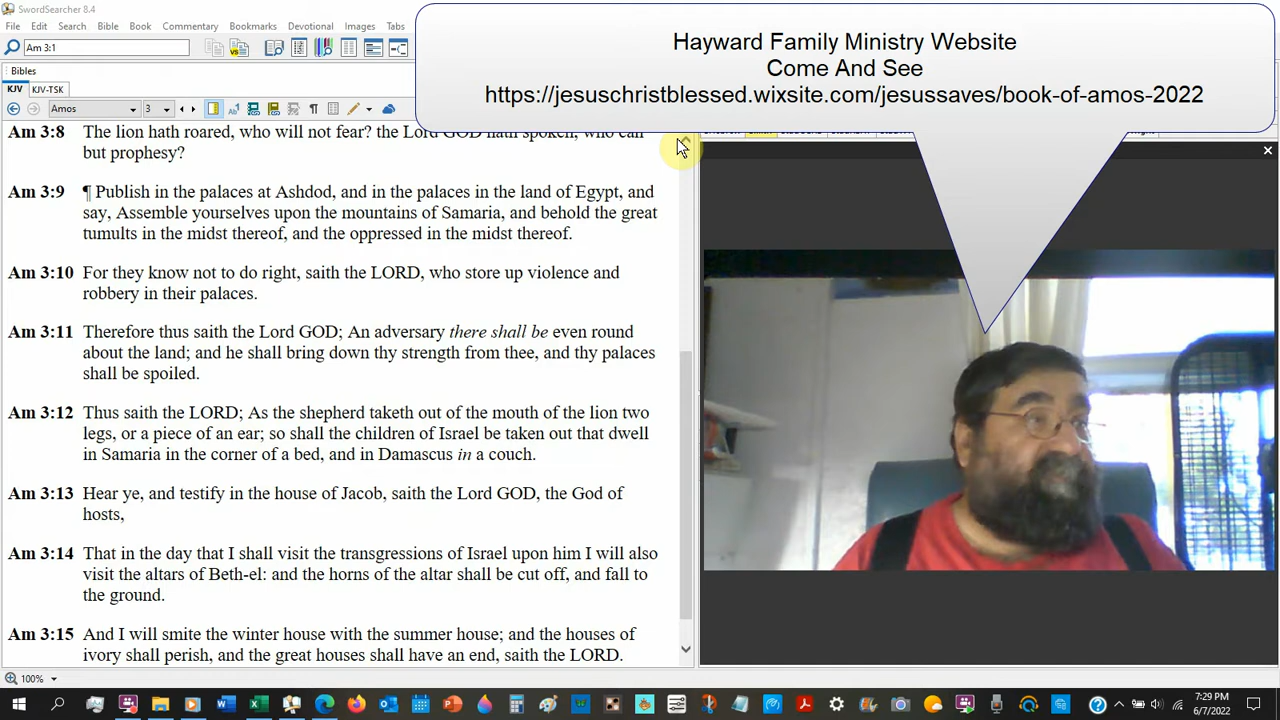 SwordSearcher 8.4
File Edit Search Bible Book Commentary Bookmarks Devotional Images Tabs
Hayward Family Ministry Website
Come And See
https://jesuschristblessed.wixsite.com/jesussaves/book-of-amos-2022
Am 3:1
Bibles
KJV KJV-TSK
Amos 3
Am 3:8 The lion hath roared, who will not fear? the Lord GOD hath spoken, who can
but prophesy?
Am 3:9 ¶ Publish in the palaces at Ashdod, and in the palaces in the land of Egypt, and
say, Assemble yourselves upon the mountains of Samaria, and behold the great
tumults in the midst thereof, and the oppressed in the midst thereof.
Am 3:10 For they know not to do right, saith the LORD, who store up violence and
robbery in their palaces.
Am 3:11 Therefore thus saith the Lord GOD; An adversary there shall be even round
about the land; and he shall bring down thy strength from thee, and thy palaces
shall be spoiled.
Am 3:12 Thus saith the LORD; As the shepherd taketh out of the mouth of the lion two
legs, or a piece of an ear; so shall the children of Israel be taken out that dwell
in Samaria in the corner of a bed, and in Damascus in a couch.
Am 3:13 Hear ye, and testify in the house of Jacob, saith the Lord GOD, the God of
hosts,
Am 3:14 That in the day that I shall visit the transgressions of Israel upon him I will also
visit the altars of Beth-el: and the horns of the altar shall be cut off, and fall to
the ground.
Am 3:15 And I will smite the winter house with the summer house; and the houses of
ivory shall perish, and the great houses shall have an end, saith the LORD.
100%
7:29 PM
6/7/2022